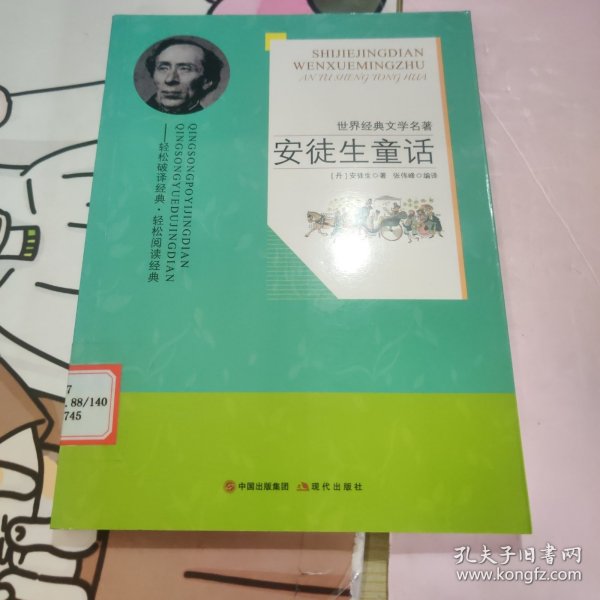 SHIJIEJINGDIAN
WENXUEMINGZHU
AN TU SHENG TONG HUA
世界经典文学名著
安徒生童话
[丹]安徒生◎著 张伟峰◎编译
QINGSONGPOYIJINGDIAN
QINGSONGYUEDUJINGDIAN
——轻松破译经典·轻松阅读经典
7
.88/140
745
中国出版集团 现代出版社
孔夫子旧书网
www.kongfz.com